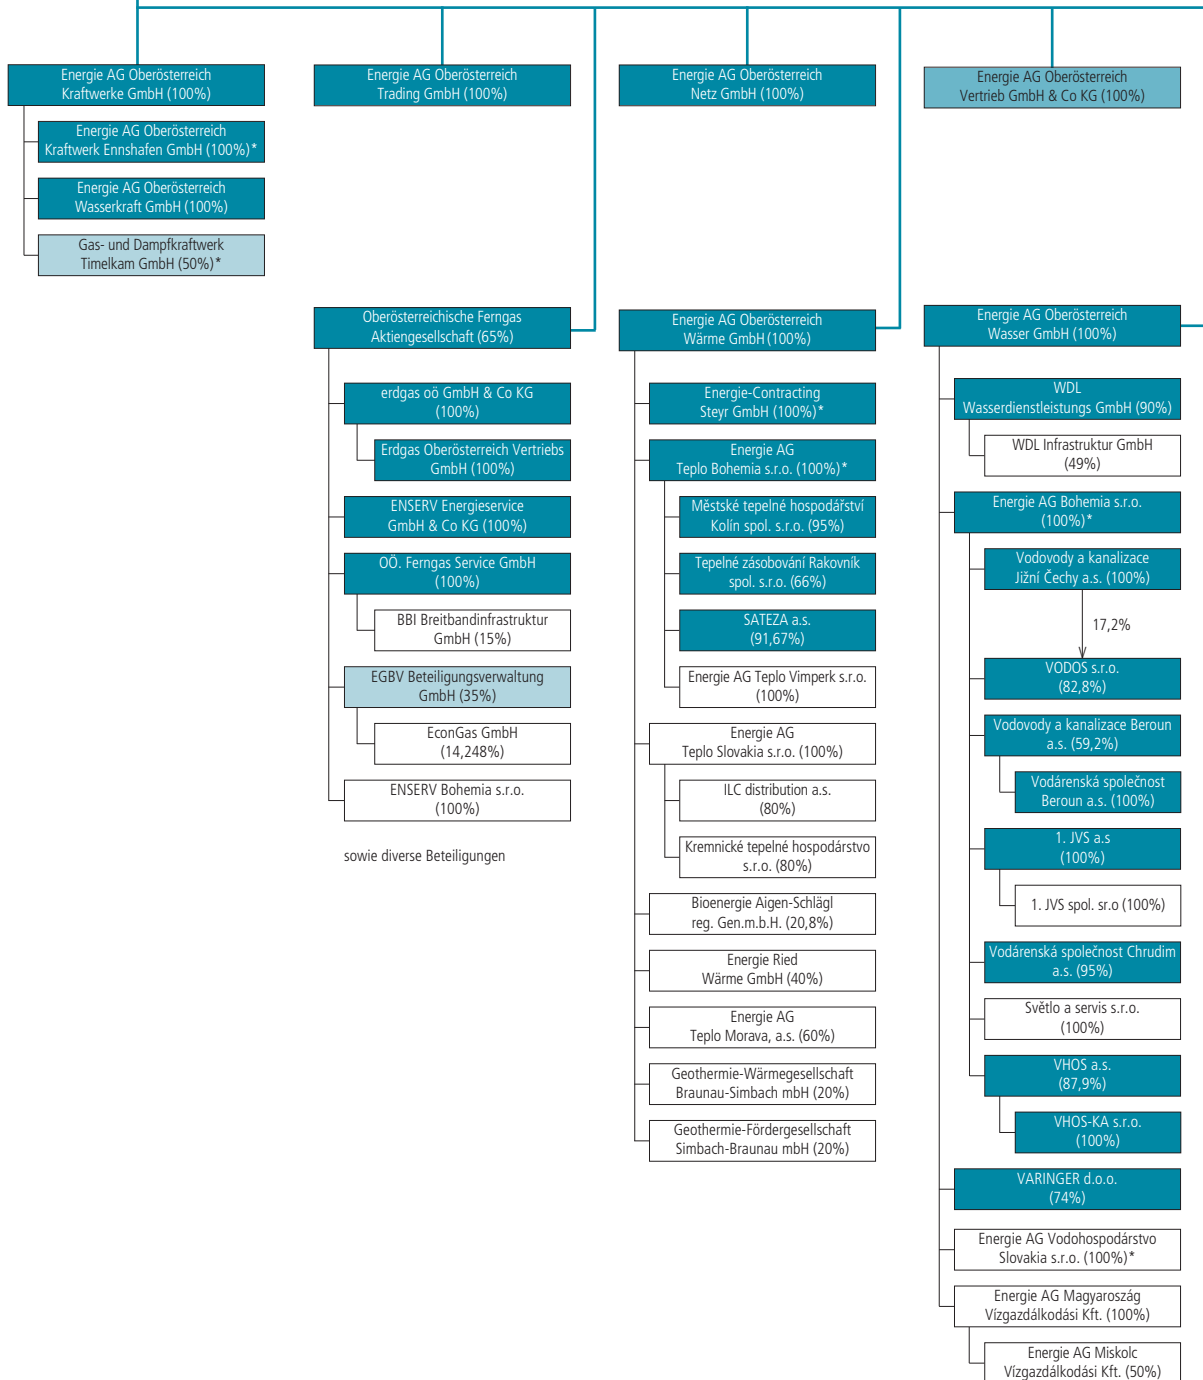 Energie AG Oberösterreich
Kraftwerke GmbH (100%)
Energie AG Oberösterreich
Kraftwerk Ennshafen GmbH (100%)*
Energie AG Oberösterreich
Wasserkraft GmbH (100%)
Gas- und Dampfkraftwerk
Timelkam GmbH (50%)*
Energie AG Oberösterreich
Trading GmbH (100%)
Energie AG Oberösterreich
Netz GmbH (100%)
Energie AG Oberösterreich
Vertrieb GmbH & Co KG (100%)
Oberösterreichische Ferngas
Aktiengesellschaft (65%)
erdgas oö GmbH & Co KG
(100%)
Erdgas Oberösterreich Vertriebs
GmbH (100%)
ENSERV Energieservice
GmbH & Co KG (100%)
OÖ. Ferngas Service GmbH
(100%)
BBI Breitbandinfrastruktur
GmbH (15%)
EGBV Beteiligungsverwaltung
GmbH (35%)
EconGas GmbH
(14,248%)
ENSERV Bohemia s.r.o.
(100%)
sowie diverse Beteiligungen
Energie AG Oberösterreich
Wärme GmbH (100%)
Energie-Contracting
Steyr GmbH (100%)*
Energie AG
Teplo Bohemia s.r.o. (100%)*
Městské tepelné hospodářství
Kolín spol. s.r.o. (95%)
Tepelné zásobování Rakovník
spol. s.r.o. (66%)
SATEZA a.s.
(91,67%)
Energie AG Teplo Vimperk s.r.o.
(100%)
Energie AG
Teplo Slovakia s.r.o. (100%)
ILC distribution a.s.
(80%)
Kremnické tepelné hospodárstvo
s.r.o. (80%)
Bioenergie Aigen-Schlägl
reg. Gen.m.b.H. (20,8%)
Energie Ried
Wärme GmbH (40%)
Energie AG
Teplo Morava, a.s. (60%)
Geothermie-Wärmegesellschaft
Braunau-Simbach mbH (20%)
Geothermie-Fördergesellschaft
Simbach-Braunau mbH (20%)
Energie AG Oberösterreich
Wasser GmbH (100%)
WDL
Wasserdienstleistungs GmbH (90%)
WDL Infrastruktur GmbH
(49%)
Energie AG Bohemia s.r.o.
(100%)*
Vodovody a kanalizace
Jižní Čechy a.s. (100%)
17,2%
VODOS s.r.o.
(82,8%)
Vodovody a kanalizace Beroun
a.s. (59,2%)
Vodárenská společnost
Beroun a.s. (100%)
1. JVS a.s
(100%)
1. JVS spol. sr.o (100%)
Vodárenská společnost Chrudim
a.s. (95%)
Světlo a servis s.r.o.
(100%)
VHOS a.s.
(87,9%)
VHOS-KA s.r.o.
(100%)
VARINGER d.o.o.
(74%)
Energie AG Vodohospodárstvo
Slovakia s.r.o. (100%)*
Energie AG Magyaroszág
Vízgazdálkodási Kft. (100%)
Energie AG Miskolc
Vízgazdálkodási Kft. (50%)